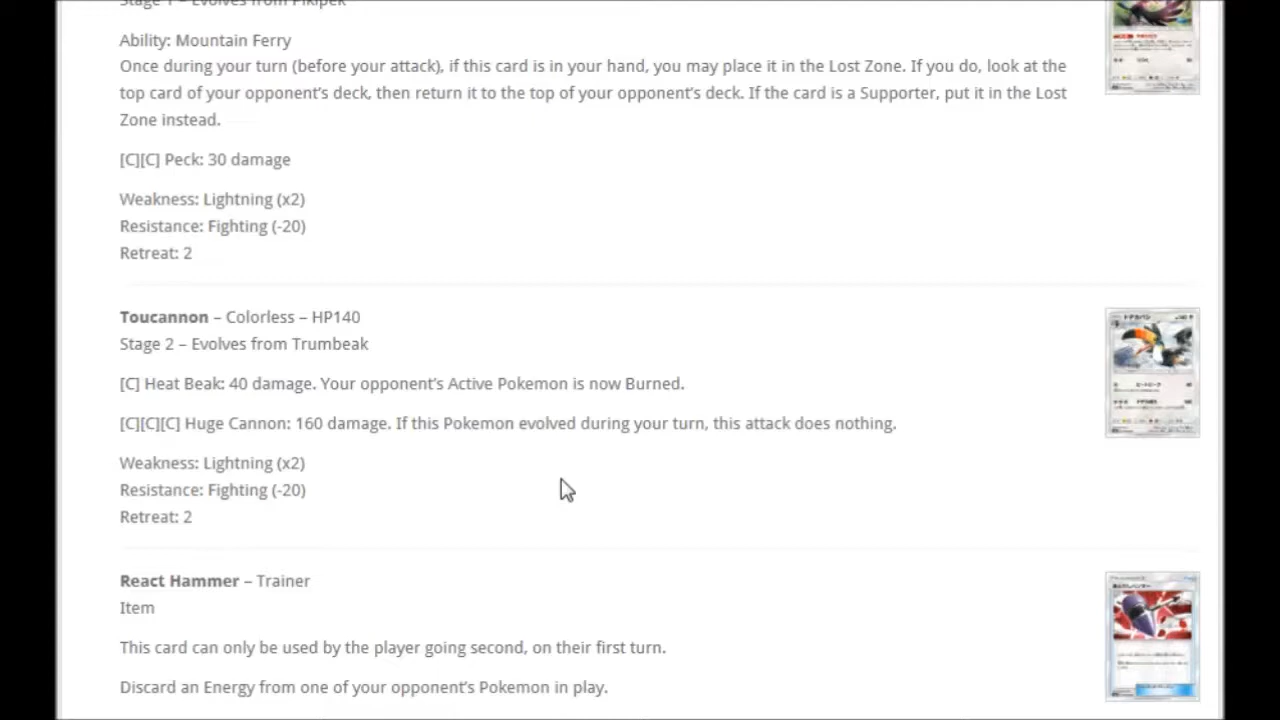 Stage 1 – Evolves from Pikipek
Ability: Mountain Ferry
Once during your turn (before your attack), if this card is in your hand, you may place it in the Lost Zone. If you do, look at the
top card of your opponent's deck, then return it to the top of your opponent's deck. If the card is a Supporter, put it in the Lost
Zone instead.
[C][C] Peck: 30 damage
Weakness: Lightning (x2)
Resistance: Fighting (-20)
Retreat: 2
Toucannon – Colorless – HP140
Stage 2 – Evolves from Trumbeak
[C] Heat Beak: 40 damage. Your opponent's Active Pokemon is now Burned.
[C][C][C] Huge Cannon: 160 damage. If this Pokemon evolved during your turn, this attack does nothing.
Weakness: Lightning (x2)
Resistance: Fighting (-20)
Retreat: 2
React Hammer – Trainer
Item
This card can only be used by the player going second, on their first turn.
Discard an Energy from one of your opponent's Pokemon in play.